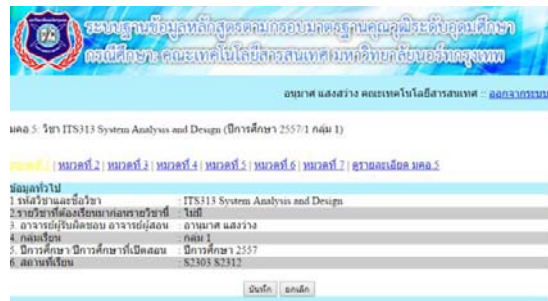 ระบบฐานข้อมูลหลักสูตรตามกรอบมาตรฐานคุณวุฒิระดับอุดมศึกษา
กรณีศึกษา คณะเทคโนโลยีสารสนเทศ มหาวิทยาลัยนอร์ทกรุงเทพ
อนุมาศ แสงสว่าง คณะเทคโนโลยีสารสนเทศ :: ออกจากระบบ
มคอ.5: วิชา ITS313 System Analysis and Design (ปีการศึกษา 2557/1 กลุ่ม 1)
หมวดที่ 1 | หมวดที่ 2 | หมวดที่ 3 | หมวดที่ 4 | หมวดที่ 5 | หมวดที่ 6 | หมวดที่ 7 | ดูรายละเอียด มคอ.5
ข้อมูลทั่วไป
1.รหัสวิชาและชื่อวิชา : ITS313 System Analysis and Design
2.รายวิชาที่ต้องเรียนมาก่อนรายวิชานี้ : ไม่มี
3. อาจารย์ผู้รับผิดชอบ อาจารย์ผู้สอน : อานุมาศ แสงสว่าง
4. กลุ่มเรียน : กลุ่ม 1
5. ปีการศึกษา ปีการศึกษาที่เปิดสอน : ปีการศึกษา 2557
6. สถานที่เรียน : S2303 S2312
บันทึก ยกเลิก